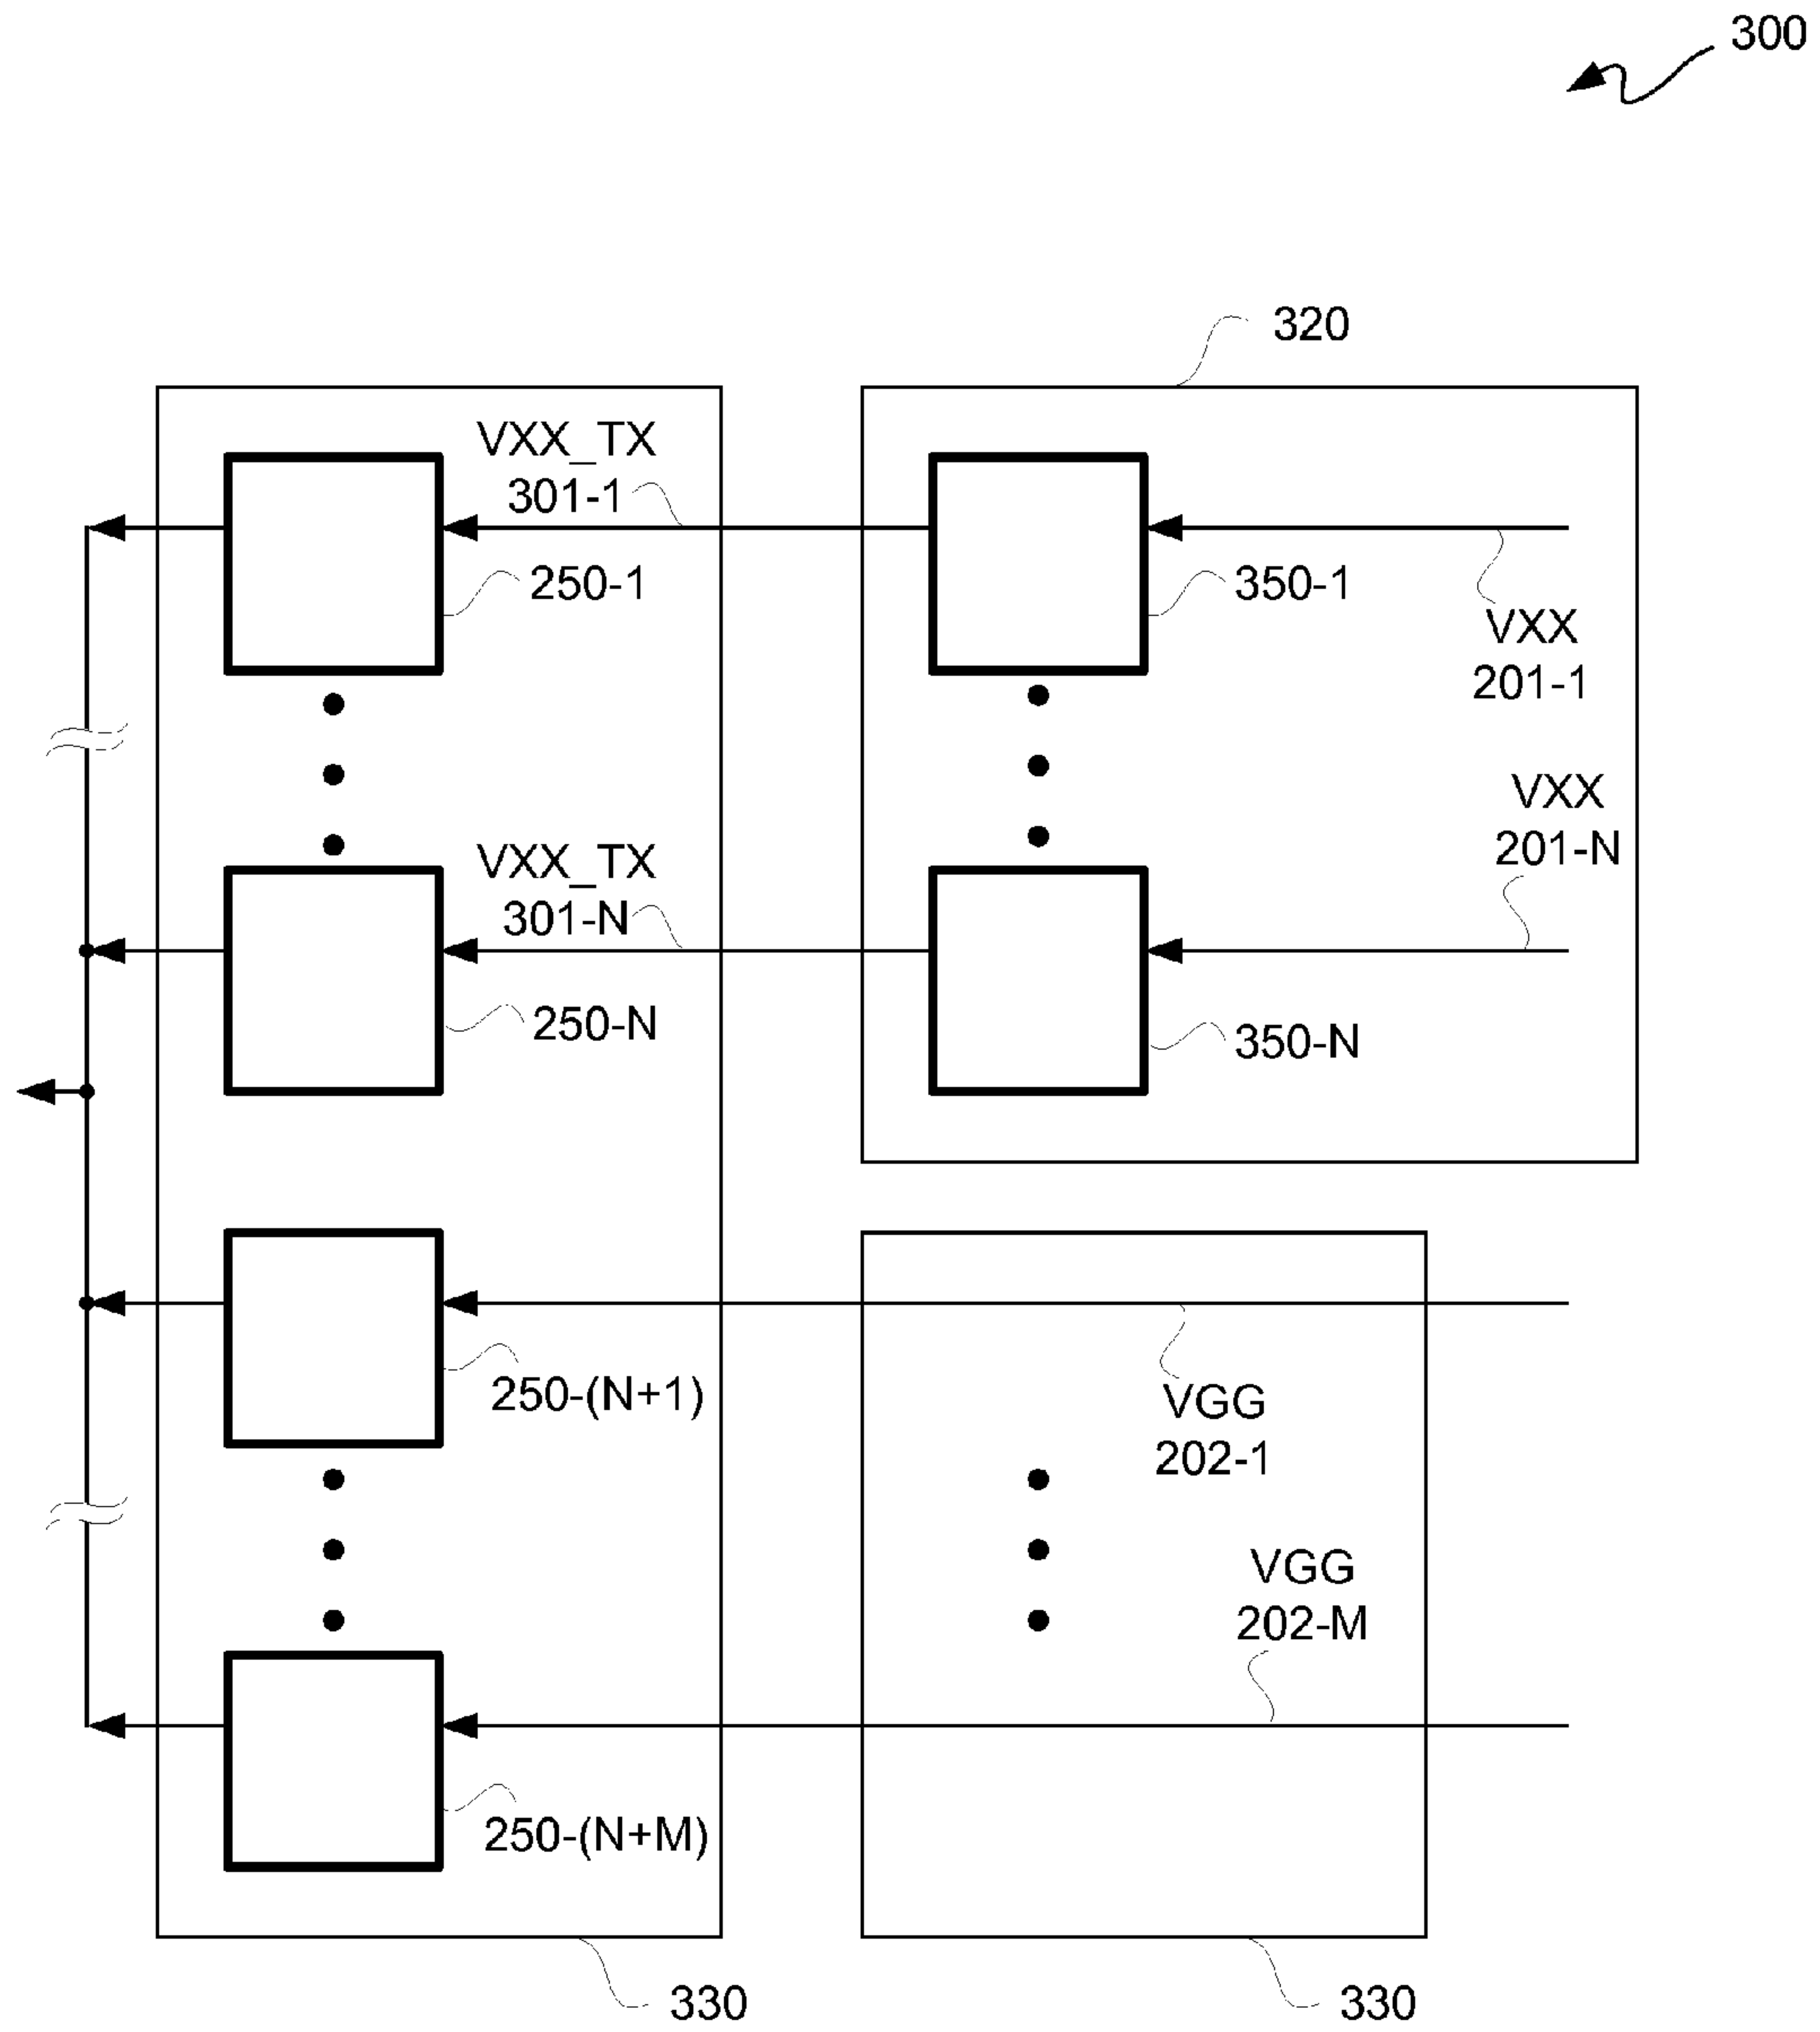 300
320
VXX_TX
301-1
250-1
350-1
VXX
201-1
VXX
201-N
VXX_TX
301-N
250-N
350-N
250-(N+1)
VGG
202-1
VGG
202-M
250-(N+M)
330
330